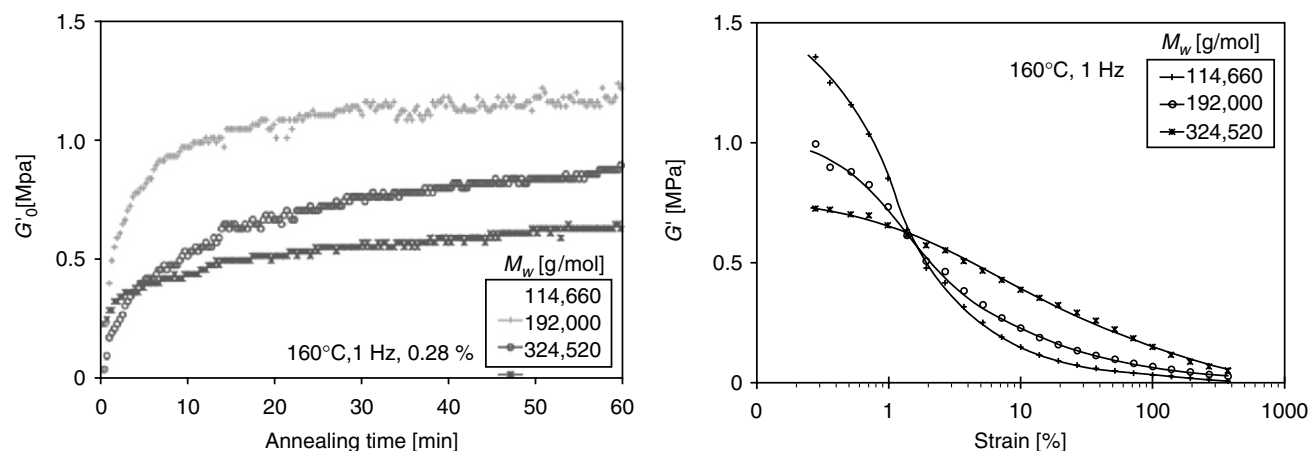 1.5
1.0
0.5
0
G'₀[Mpa]
M_w [g/mol]
114,660
192,000
324,520
160°C,1 Hz, 0.28 %
0 10 20 30 40 50 60
Annealing time [min]
1.5
1.0
0.5
0
G' [MPa]
160°C, 1 Hz
M_w [g/mol]
114,660
192,000
324,520
0 1 10 100 1000
Strain [%]